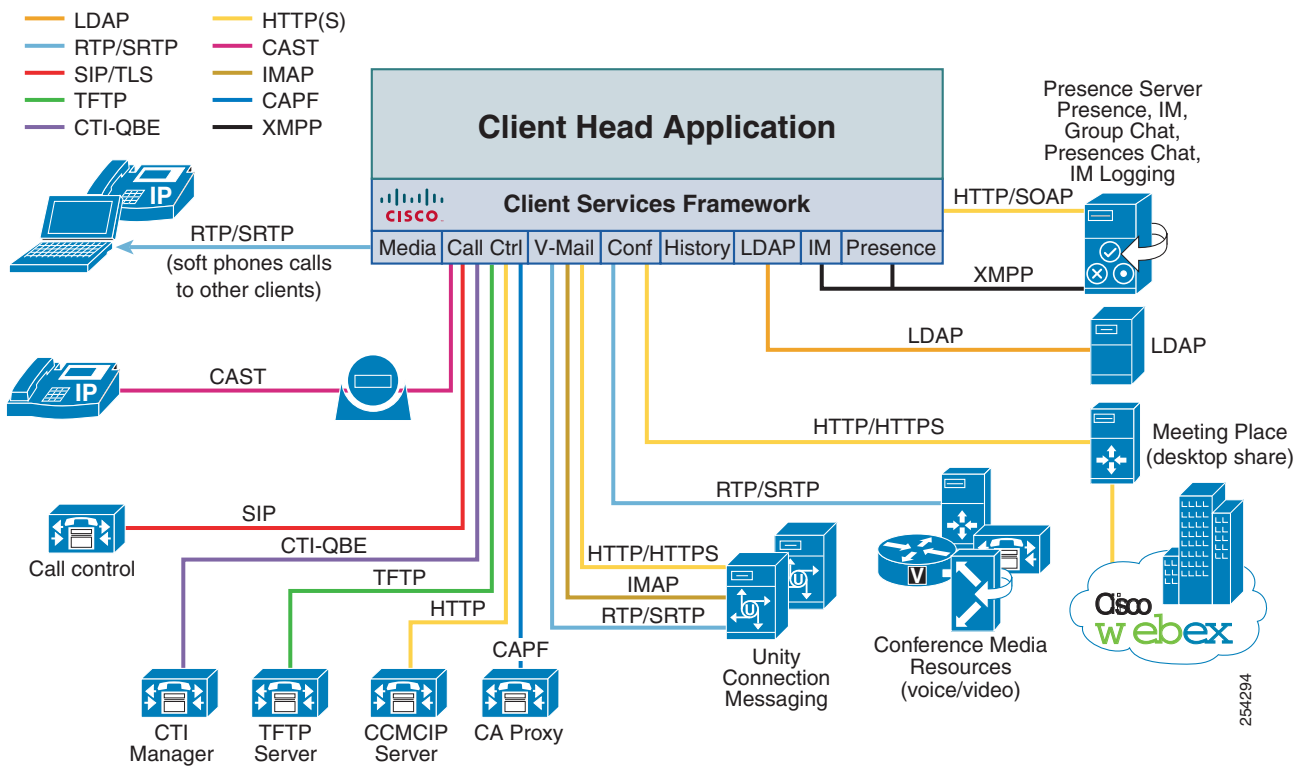 LDAP
HTTP(S)
RTP/SRTP
CAST
SIP/TLS
IMAP
TFTP
CAPF
CTI-QBE
XMPP
Client Head Application
CISCO
Client Services Framework
Media
Call Ctrl
V-Mail
Conf
History
LDAP
IM
Presence
Presence Server
Presence, IM,
Group Chat,
Presences Chat,
IM Logging
HTTP/SOAP
XMPP
IP
RTP/SRTP
(soft phones calls
to other clients)
LDAP
LDAP
IP
CAST
HTTP/HTTPS
Meeting Place
(desktop share)
RTP/SRTP
SIP
Call control
CTI-QBE
HTTP/HTTPS
TFTP
IMAP
HTTP
RTP/SRTP
U
U
V
Cisco
webex
CAPF
Unity
Connection
Messaging
Conference Media
Resources
(voice/video)
CTI
Manager
TFTP
Server
CCMCIP
Server
CA Proxy
254294